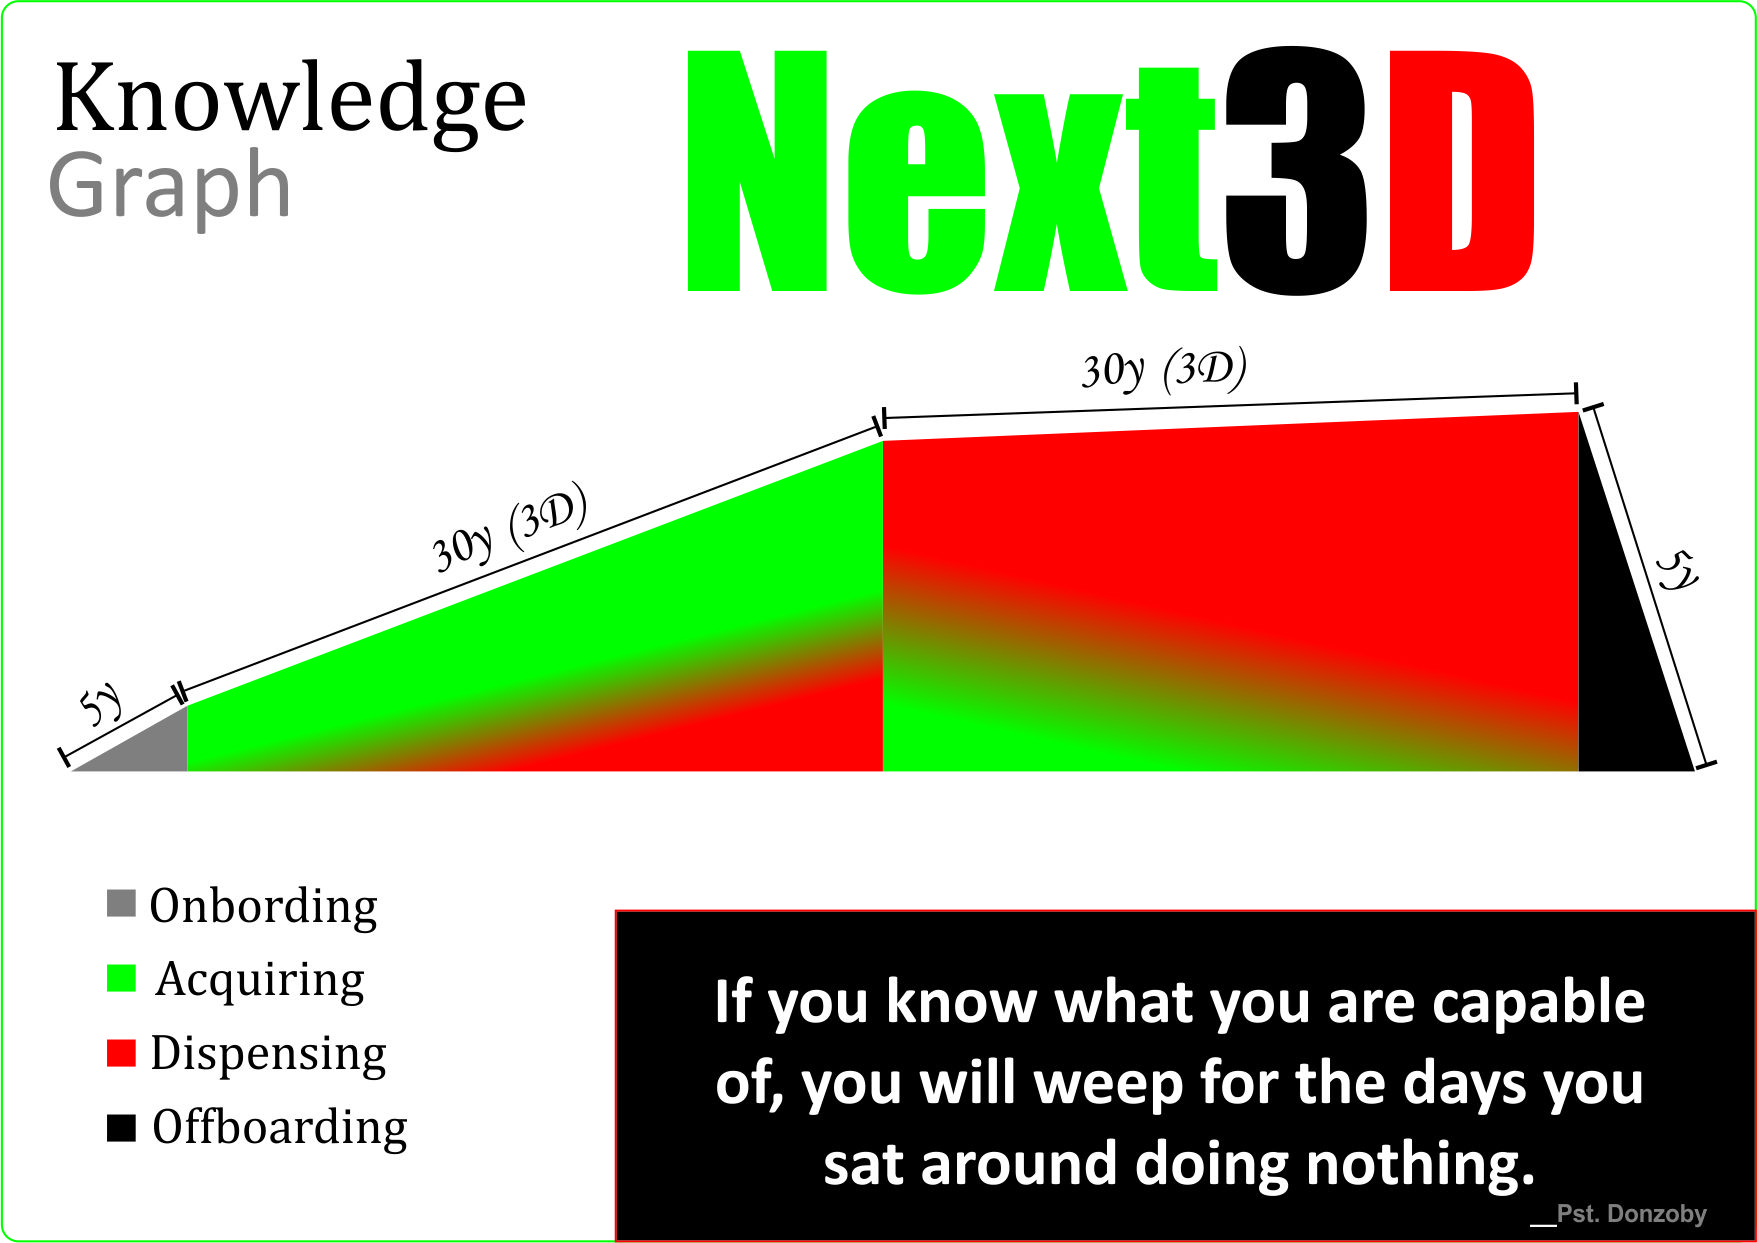 Knowledge
Graph
Next3D
5y
30y (3D)
30y (3D)
5y
Onbording
Acquiring
Dispensing
Offboarding
If you know what you are capable
of, you will weep for the days you
sat around doing nothing.
__Pst. Donzoby